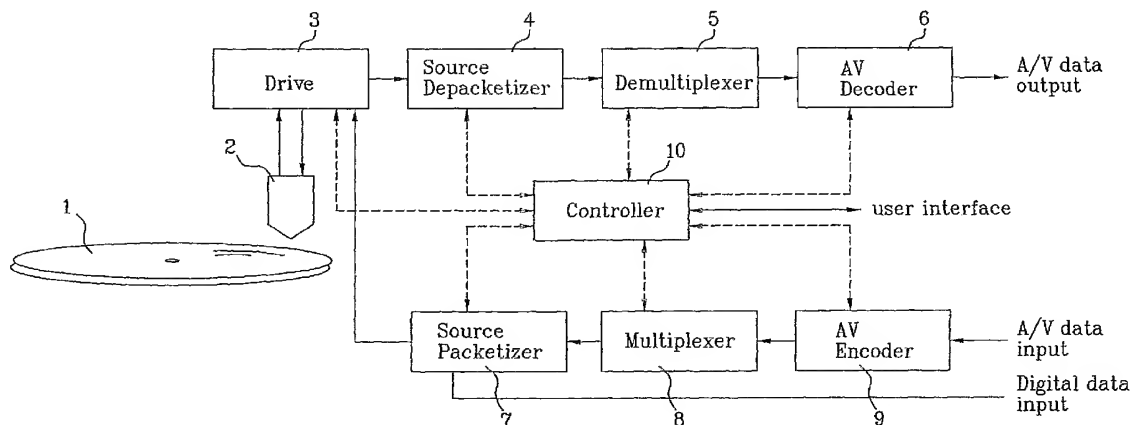 3
4
5
6
Drive
Source
Depacketizer
Demultiplexer
AV
Decoder
A/V data
output
2
10
1
Controller
user interface
Source
Packetizer
Multiplexer
AV
Encoder
A/V data
input
Digital data
input
7
8
9